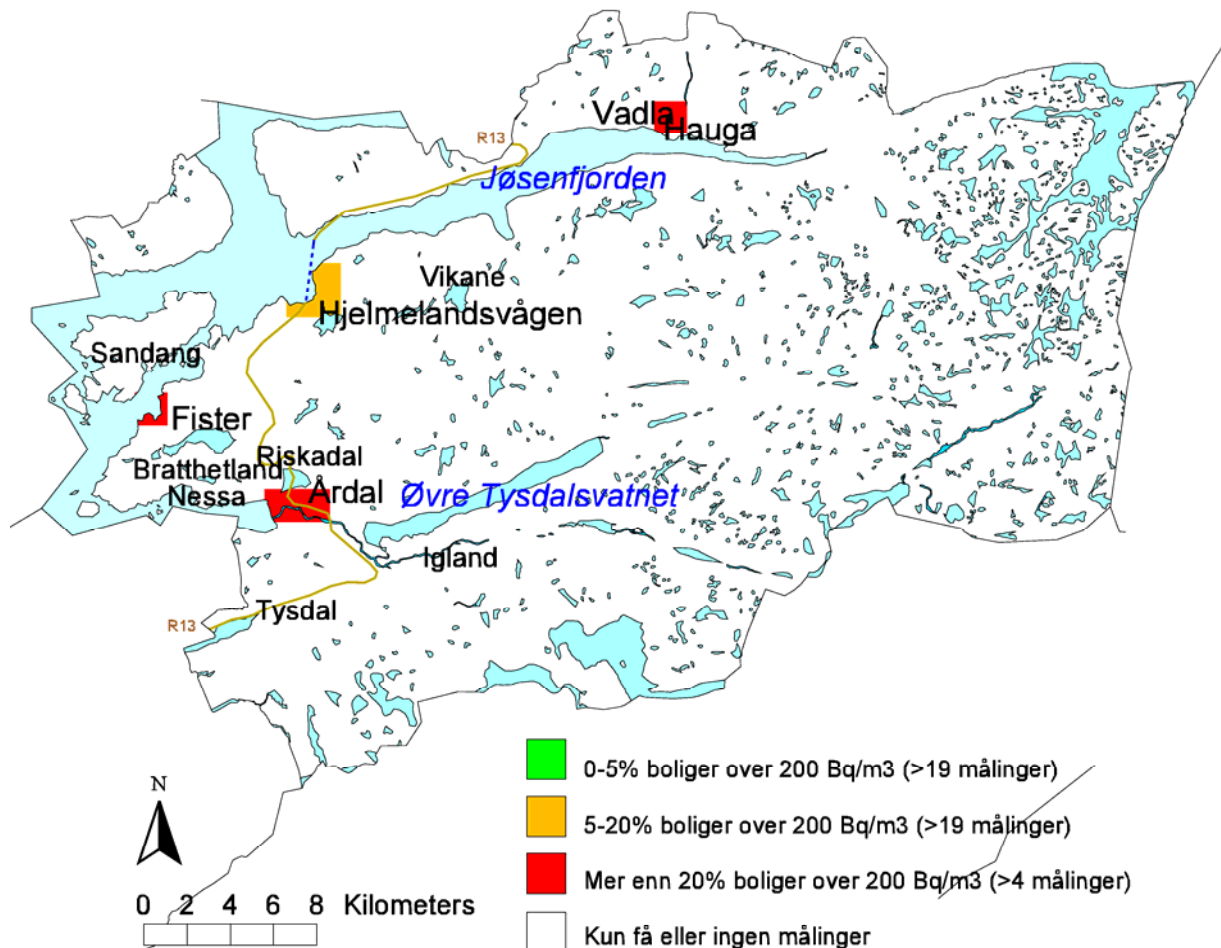 Vadla
Hauga
R13
Jøsenfjorden
Vikane
Hjelmelandsvågen
Sandang
Fister
Riskadal
Bratthetland
Årdal
Nessa
Øvre Tysdalsvatnet
Igland
Tysdal
R13
N
0 2 4 6 8 Kilometers
0-5% boliger over 200 Bq/m3 (>19 målinger)
5-20% boliger over 200 Bq/m3 (>19 målinger)
Mer enn 20% boliger over 200 Bq/m3 (>4 målinger)
Kun få eller ingen målinger